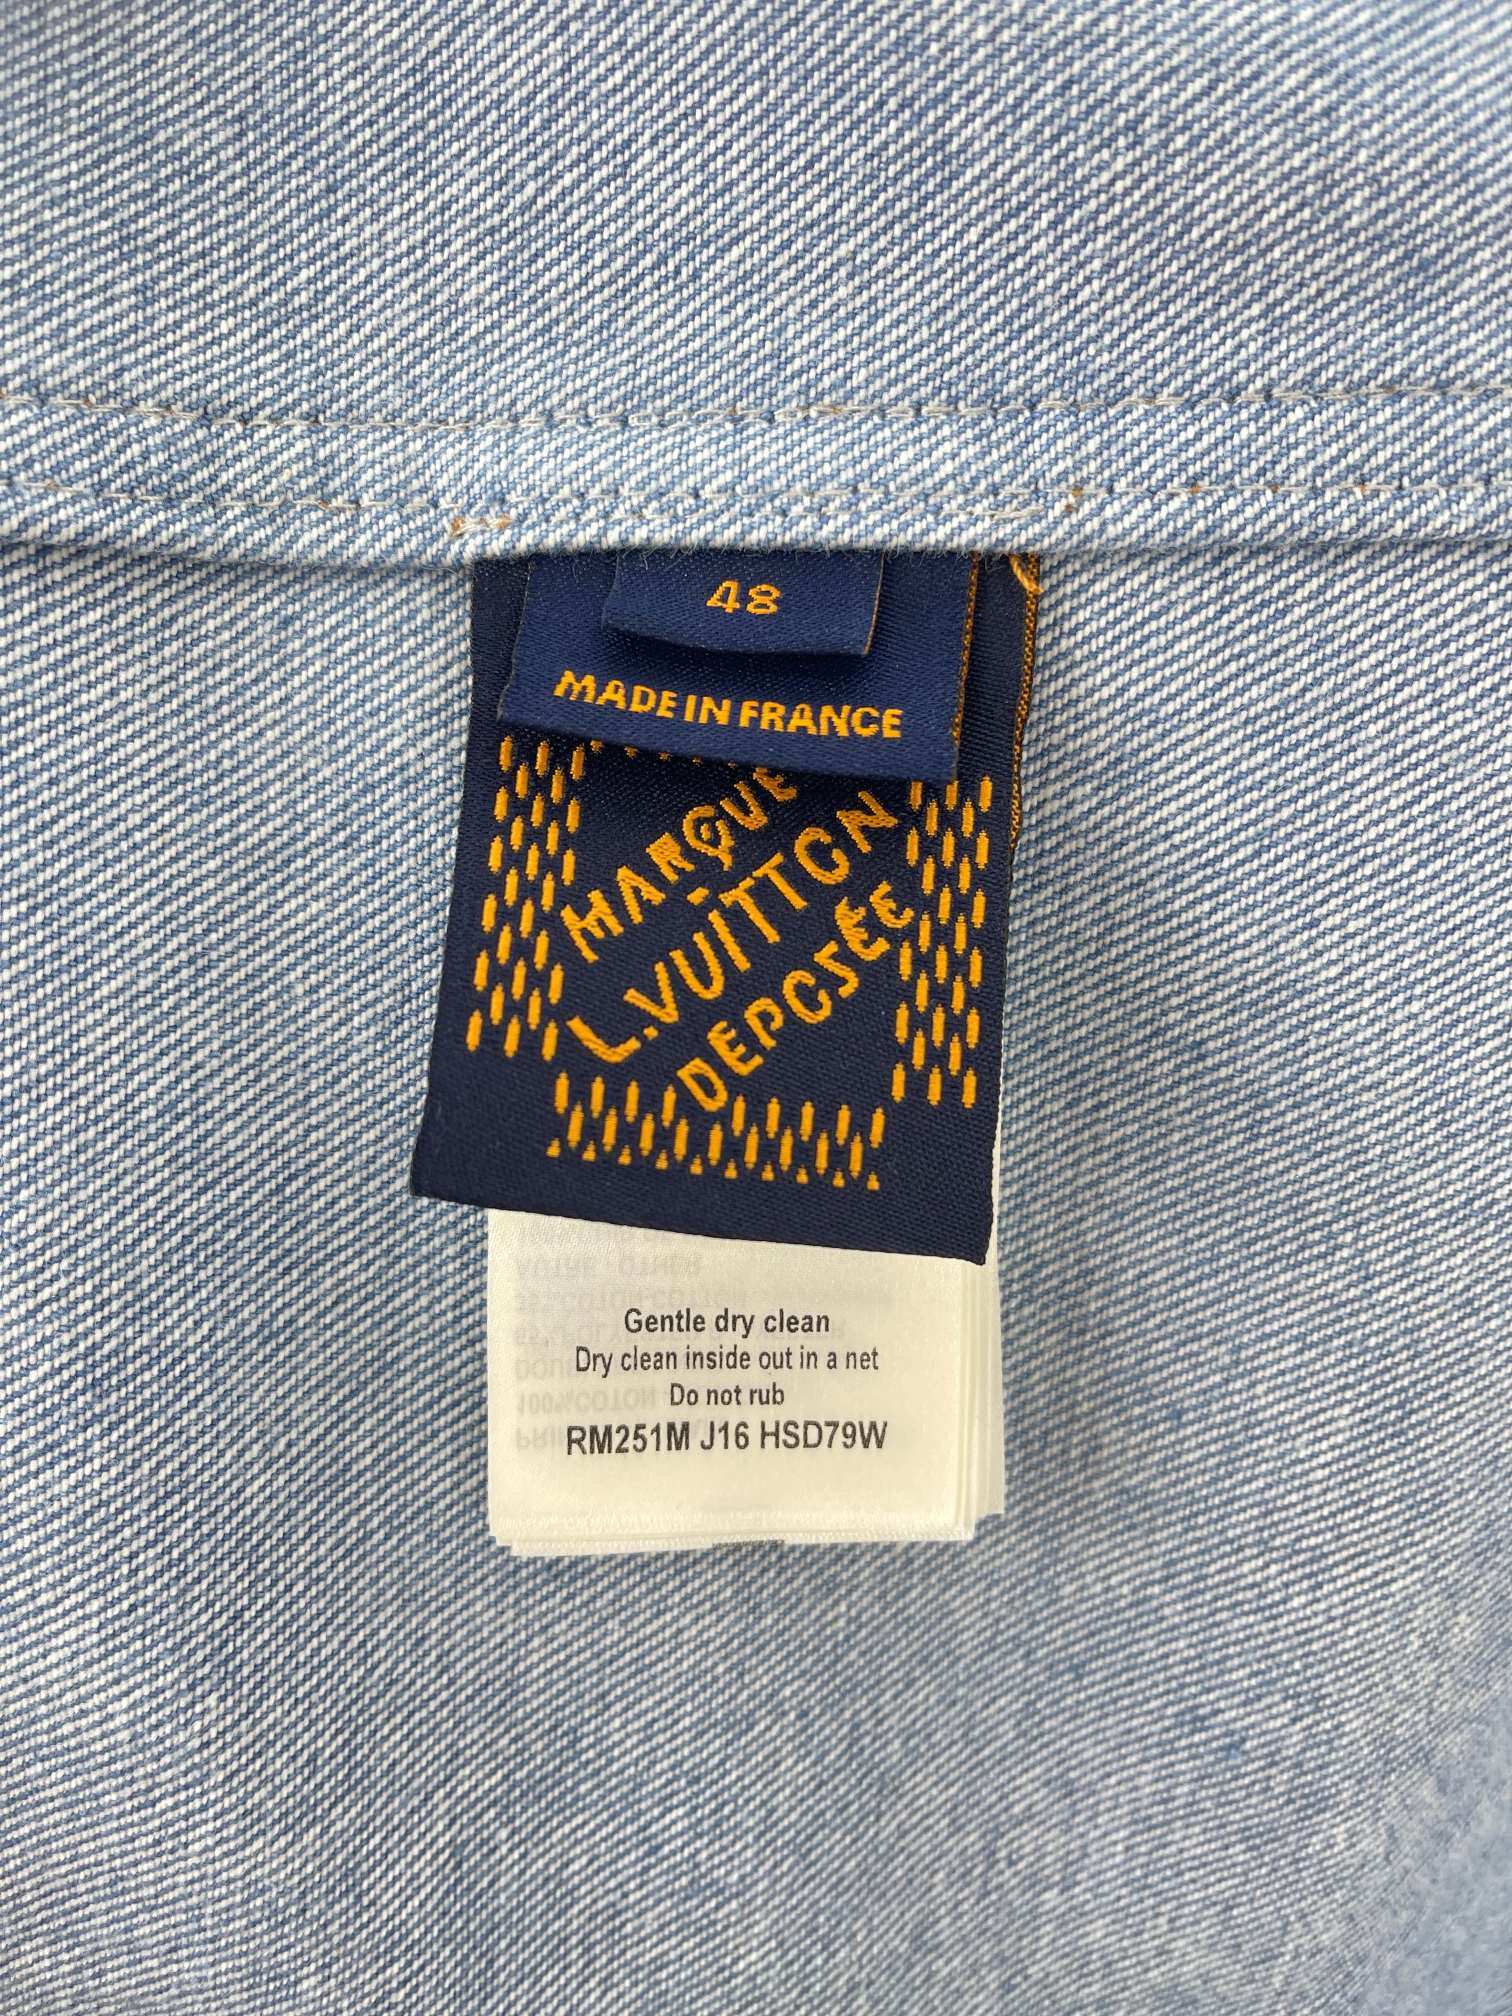 48
MADE IN FRANCE
MARQUE
L.VUITTON
DEPOSÉE
Gentle dry clean
Dry clean inside out in a net
Do not rub
RM251M J16 HSD79W